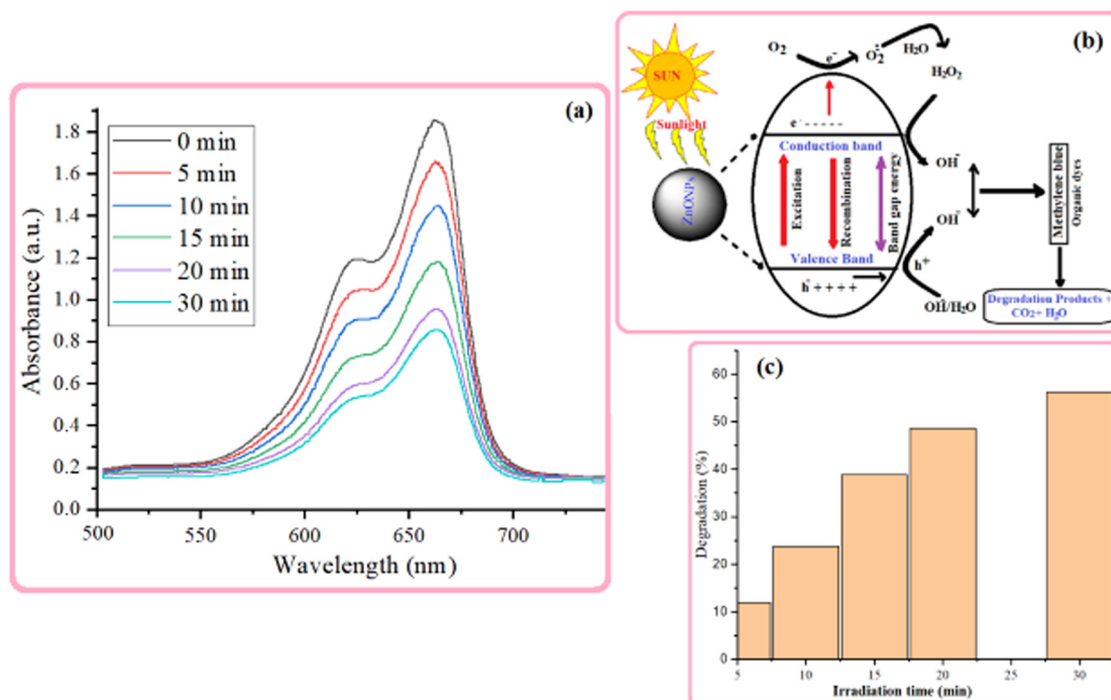 (a)
0 min
5 min
10 min
15 min
20 min
30 min
Absorbance (a.u.)
1.8
1.6
1.4
1.2
1.0
0.8
0.6
0.4
0.2
0.0
500
550
600
650
700
Wavelength (nm)
(b)
SUN
Sunlight
ZnONPs
O2
e-
O2
H2O
H2O2
e- - - - - -
Conduction band
Excitation
Recombination
Band gap energy
Valence Band
h+ + + + +
h+
OH-
OH-
OH-/H2O
Methylene blue
Organic dyes
Degradation Products +
CO2+ H2O
(c)
Degradation (%)
60
50
40
30
20
10
0
5
10
15
20
25
30
Irradiation time (min)